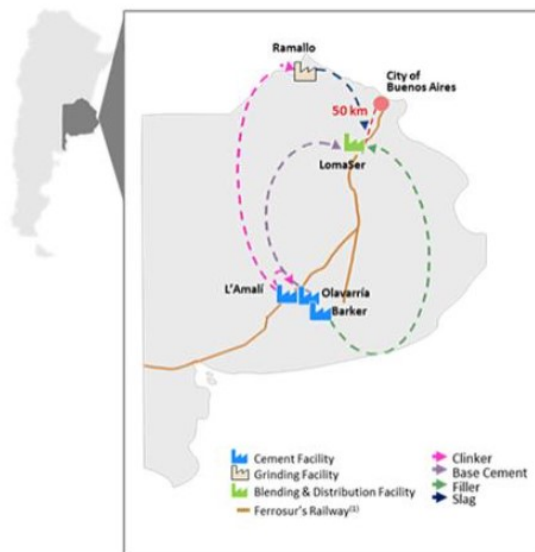 Ramallo
City of
Buenos Aires
50 km
LomaSer
L'Amalí
Olavarría
Barker
Cement Facility
Grinding Facility
Blending & Distribution Facility
Ferrosur's Railway(1)
Clinker
Base Cement
Filler
Slag